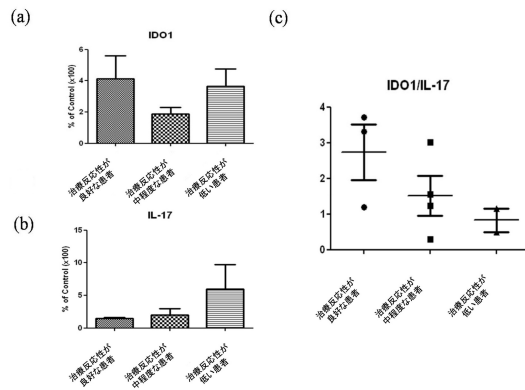 (a)
IDO1
% of Control (x100)
6
4
2
0
治療反応性が
良好な患者
治療反応性が
中程度な患者
治療反応性が
低い患者
(b)
IL-17
% of Control (x100)
15
10
5
0
治療反応性が
良好な患者
治療反応性が
中程度な患者
治療反応性が
低い患者
(c)
IDO1/IL-17
4
3
2
1
0
治療反応性が
良好な患者
治療反応性が
中程度な患者
治療反応性が
低い患者